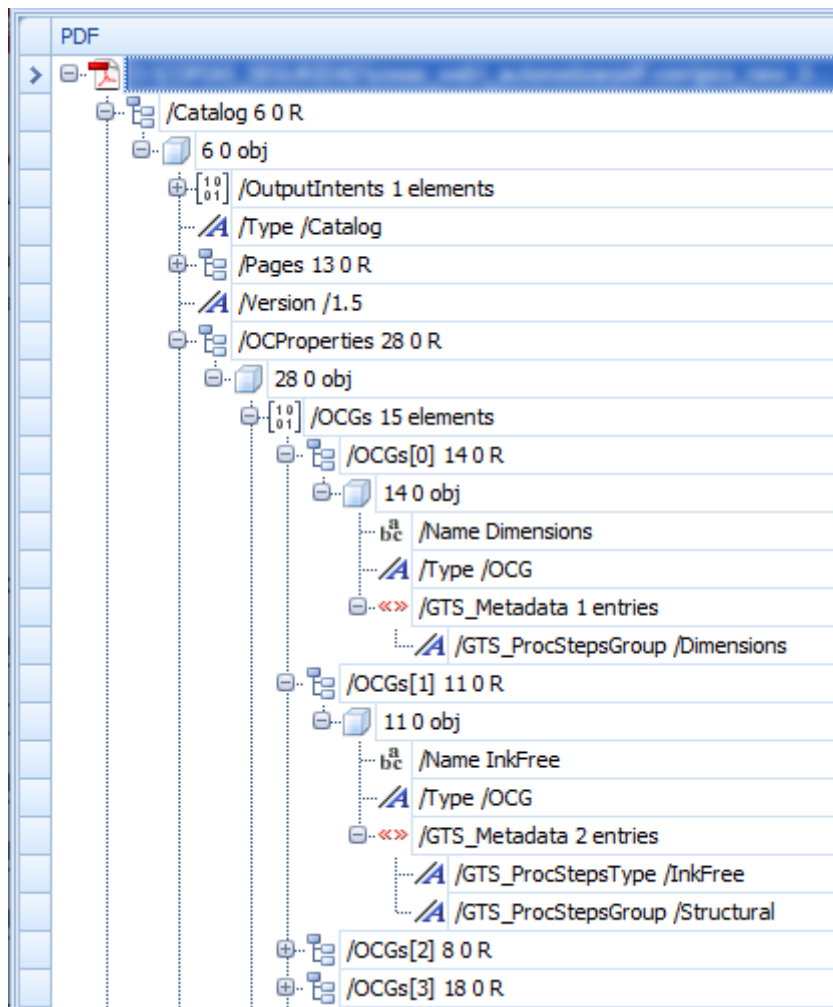 PDF
/Catalog 6 0 R
6 0 obj
/OutputIntents 1 elements
/Type /Catalog
/Pages 13 0 R
/Version /1.5
/OCProperties 28 0 R
28 0 obj
/OCGs 15 elements
/OCGs[0] 14 0 R
14 0 obj
/Name Dimensions
/Type /OCG
/GTS_Metadata 1 entries
/GTS_ProcStepsGroup /Dimensions
/OCGs[1] 11 0 R
11 0 obj
/Name InkFree
/Type /OCG
/GTS_Metadata 2 entries
/GTS_ProcStepsType /InkFree
/GTS_ProcStepsGroup /Structural
/OCGs[2] 8 0 R
/OCGs[3] 18 0 R